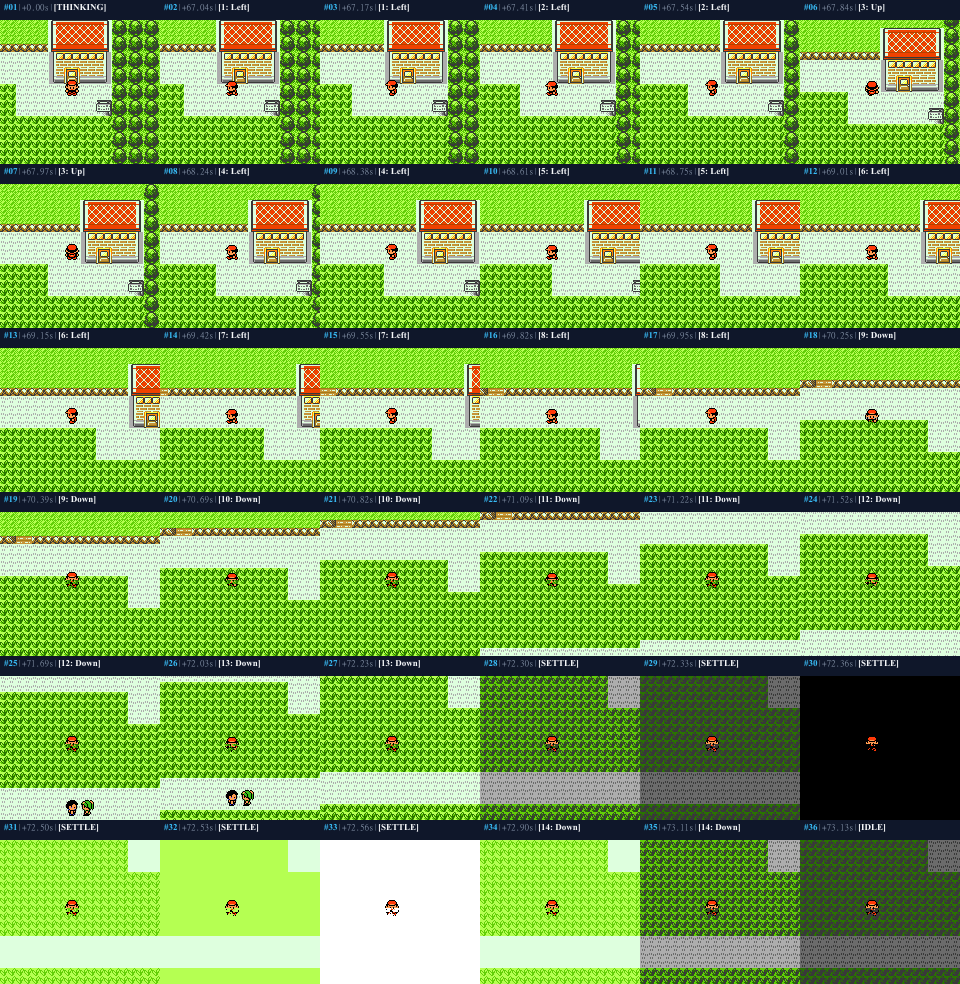 #01|+0.00s|[THINKING] #02|+67.04s|[1: Left] #03|+67.17s|[1: Left] #04|+67.41s|[2: Left] #05|+67.54s|[2: Left] #06|+67.84s|[3: Up]
#07|+67.97s|[3: Up] #08|+68.24s|[4: Left] #09|+68.38s|[4: Left] #10|+68.61s|[5: Left] #11|+68.75s|[5: Left] #12|+69.01s|[6: Left]
#13|+69.15s|[6: Left] #14|+69.42s|[7: Left] #15|+69.55s|[7: Left] #16|+69.82s|[8: Left] #17|+69.95s|[8: Left] #18|+70.25s|[9: Down]
#19|+70.39s|[9: Down] #20|+70.69s|[10: Down] #21|+70.82s|[10: Down] #22|+71.09s|[11: Down] #23|+71.22s|[11: Down] #24|+71.52s|[12: Down]
#25|+71.69s|[12: Down] #26|+72.03s|[13: Down] #27|+72.23s|[13: Down] #28|+72.30s|[SETTLE] #29|+72.33s|[SETTLE] #30|+72.36s|[SETTLE]
#31|+72.50s|[SETTLE] #32|+72.53s|[SETTLE] #33|+72.56s|[SETTLE] #34|+72.90s|[14: Down] #35|+73.11s|[14: Down] #36|+73.13s|[IDLE]